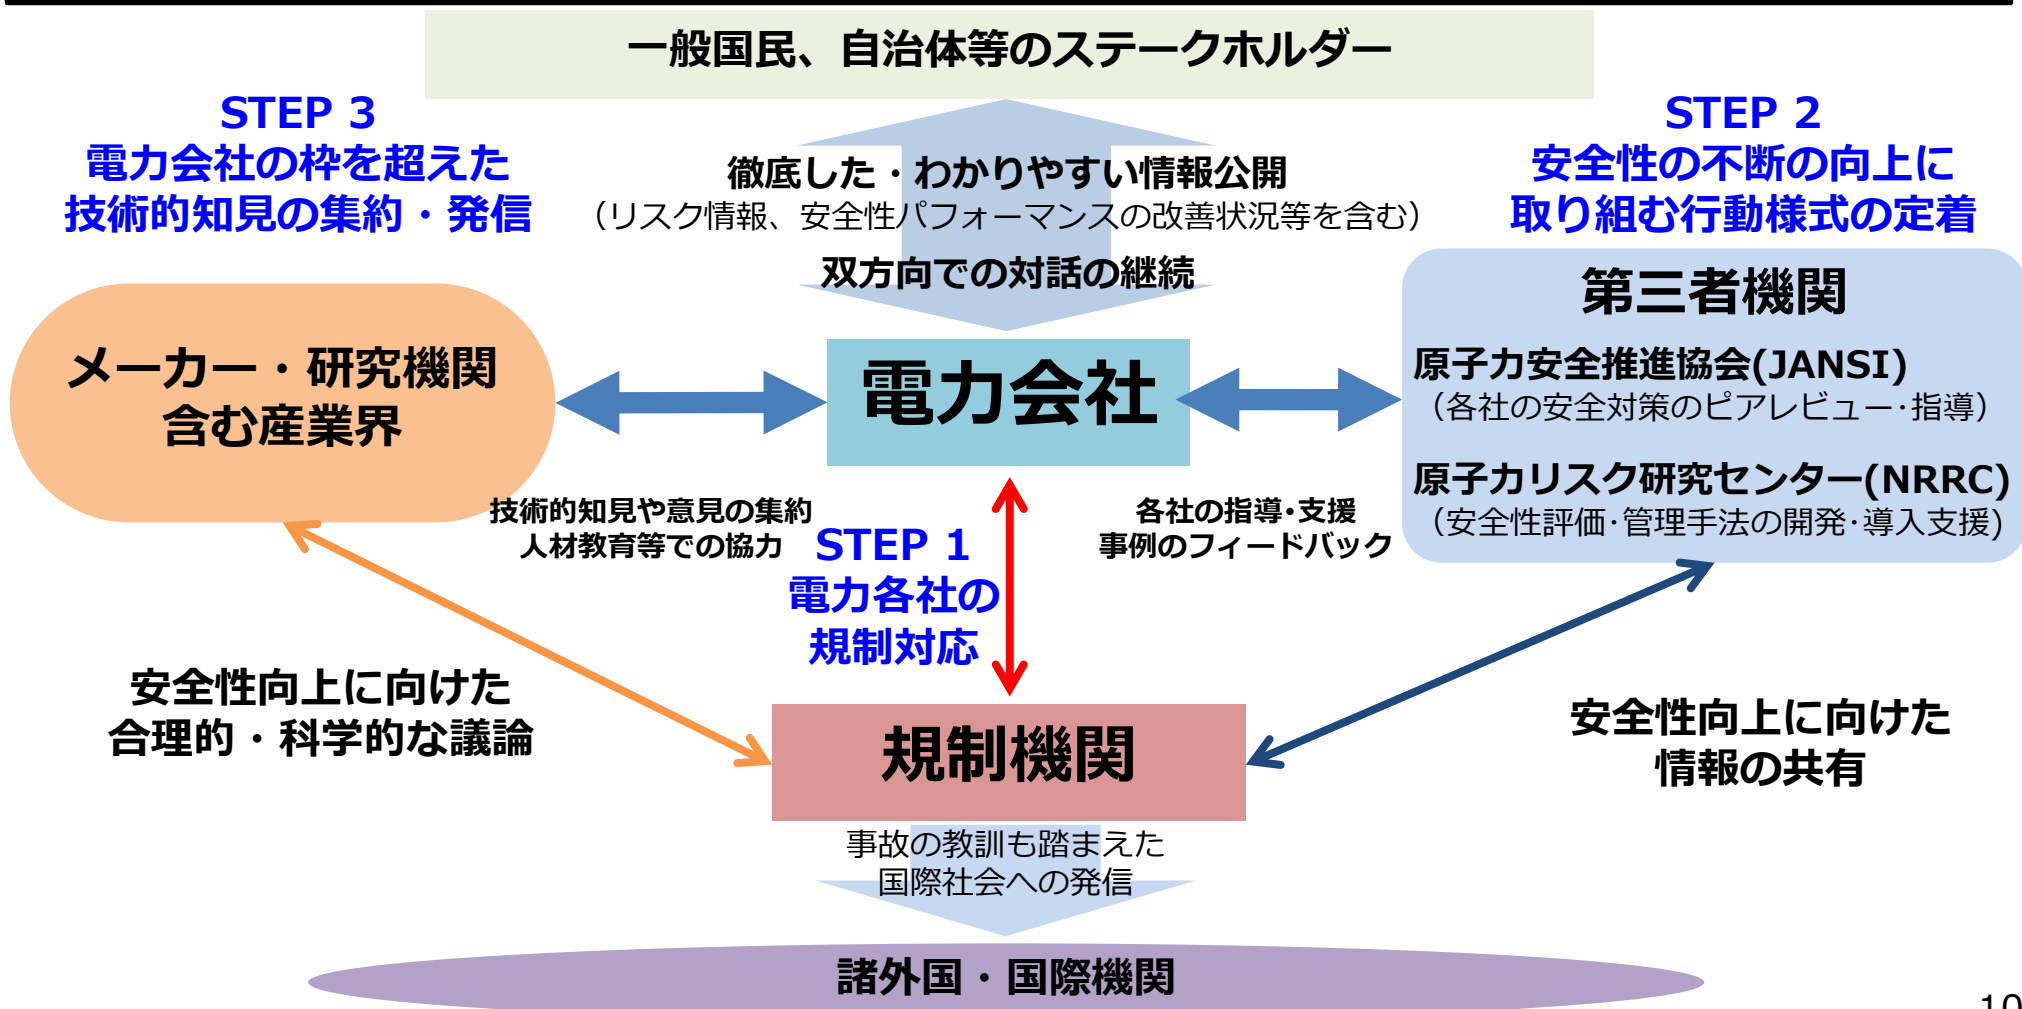 一般国民、自治体等のステークホルダー
STEP 3
電力会社の枠を超えた
技術的知見の集約・発信
徹底した・わかりやすい情報公開
（リスク情報、安全性パフォーマンスの改善状況等を含む）
双方向での対話の継続
STEP 2
安全性の不断の向上に
取り組む行動様式の定着
メーカー・研究機関
含む産業界
電力会社
第三者機関
原子力安全推進協会(JANSI)
（各社の安全対策のピアレビュー・指導）
原子力リスク研究センター(NRRC)
（安全性評価・管理手法の開発・導入支援)
技術的知見や意見の集約
人材教育等での協力
STEP 1
電力各社の
規制対応
各社の指導・支援
事例のフィードバック
安全性向上に向けた
合理的・科学的な議論
規制機関
安全性向上に向けた
情報の共有
事故の教訓も踏まえた
国際社会への発信
諸外国・国際機関
10